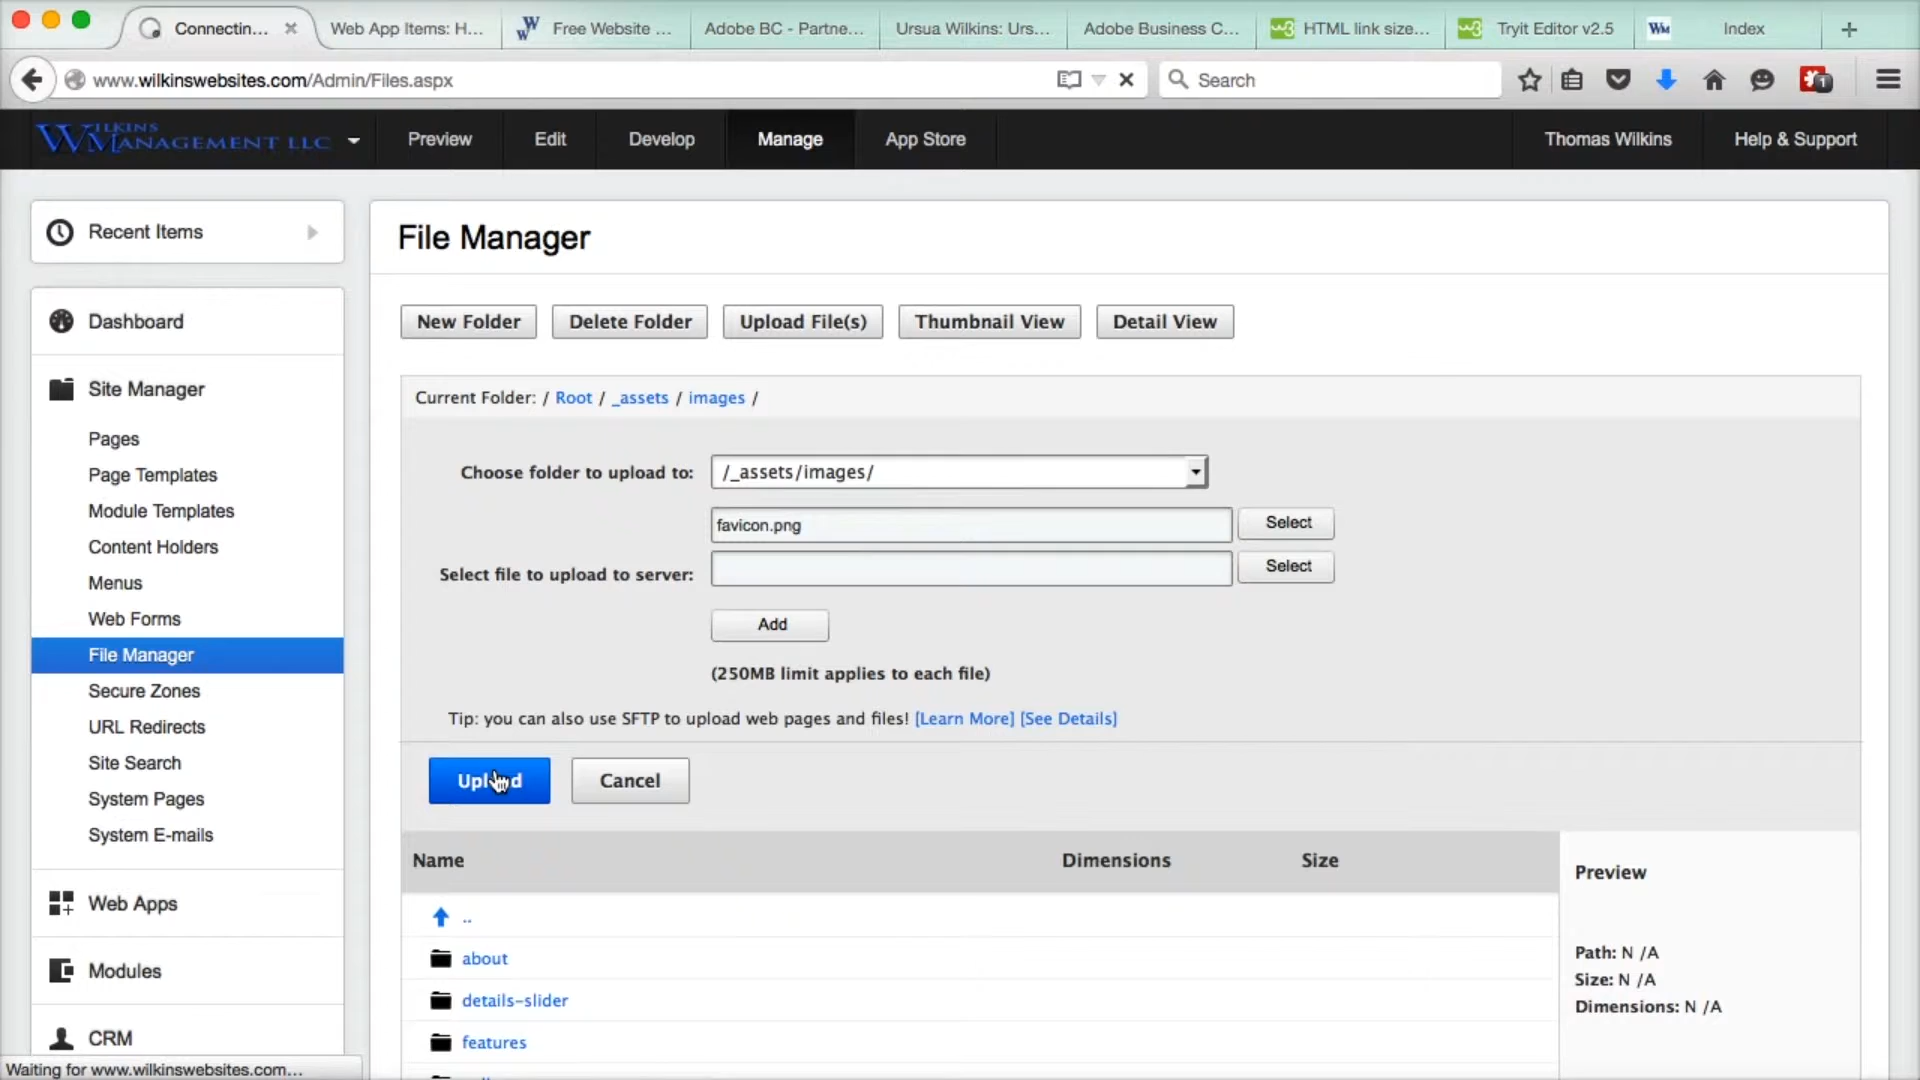 Connectin...
Web App Items: H...
Free Website ...
Adobe BC - Partne...
Ursua Wilkins: Urs...
Adobe Business C...
HTML link size...
Tryit Editor v2.5
Index
www.wilkinswebsites.com/Admin/Files.aspx
Search
1
WILKINS MANAGEMENT LLC
Preview
Edit
Develop
Manage
App Store
Thomas Wilkins
Help & Support
Recent Items
Dashboard
Site Manager
Pages
Page Templates
Module Templates
Content Holders
Menus
Web Forms
File Manager
Secure Zones
URL Redirects
Site Search
System Pages
System E-mails
Web Apps
Modules
CRM
Waiting for www.wilkinswebsites.com...
File Manager
New Folder
Delete Folder
Upload File(s)
Thumbnail View
Detail View
Current Folder: / Root / _assets / images /
Choose folder to upload to:
/_assets/images/
favicon.png
Select
Select file to upload to server:
Select
Add
(250MB limit applies to each file)
Tip: you can also use SFTP to upload web pages and files! [Learn More] [See Details]
Upload
Cancel
Name
Dimensions
Size
..
about
details-slider
features
Preview
Path: N /A
Size: N /A
Dimensions: N /A